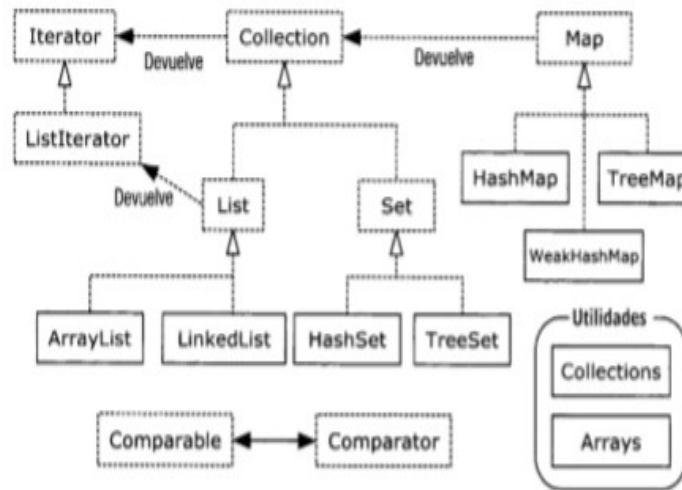 Iterator
Collection
Map
Devuelve
Devuelve
ListIterator
Devuelve
List
Set
HashMap
TreeMap
WeakHashMap
ArrayList
LinkedList
HashSet
TreeSet
Utilidades
Collections
Arrays
Comparable
Comparator